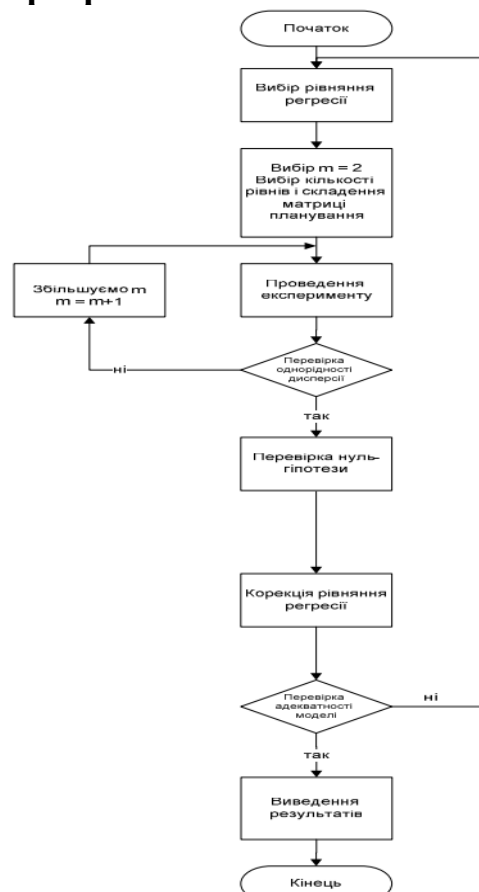 Початок
Вибір рівняння
регресії
Вибір m = 2
Вибір кількості
рівнів і складення
матриці
планування
Збільшуємо m
m = m+1
Проведення
експерименту
Перевірка
однорідності
дисперсії
ні
так
Перевірка нуль-
гіпотези
Корекція рівняння
регресії
Перевірка
адекватності
моделі
ні
так
Виведення
результатів
Кінець